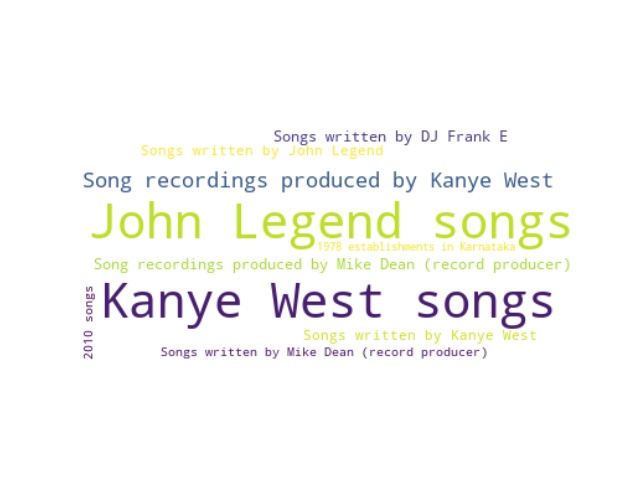 Songs written by DJ Frank E
Songs written by John Legend
Song recordings produced by Kanye West
John Legend songs
1978 establishments in Karnataka
Song recordings produced by Mike Dean (record producer)
Kanye West songs
2010 songs
Songs written by Kanye West
Songs written by Mike Dean (record producer)